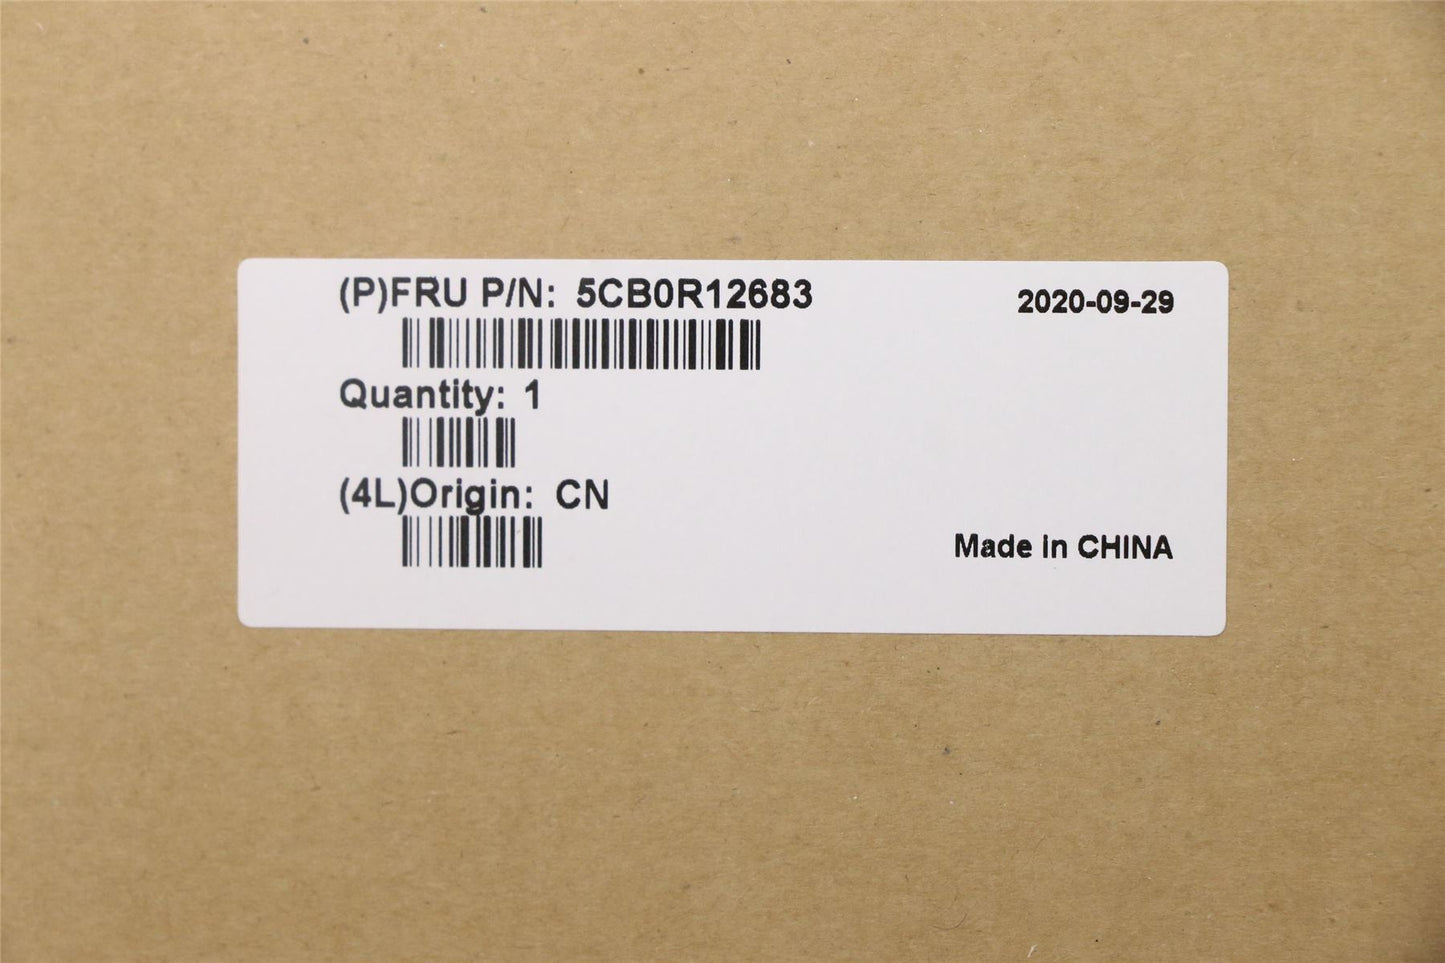 (P)FRU P/N: 5CB0R12683
2020-09-29
Quantity: 1
(4L)Origin: CN
Made in CHINA